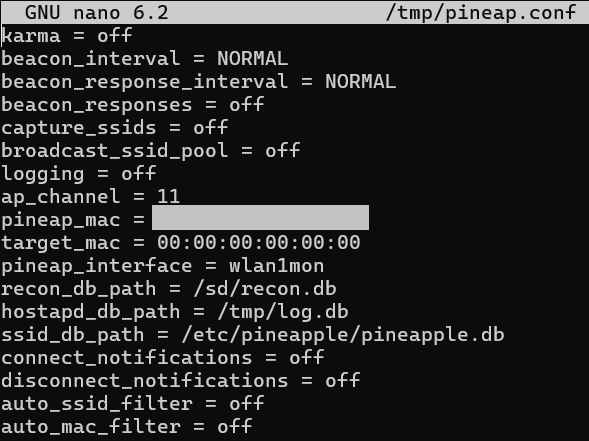 GNU nano 6.2 /tmp/pineap.conf
karma = off
beacon_interval = NORMAL
beacon_response_interval = NORMAL
beacon_responses = off
capture_ssids = off
broadcast_ssid_pool = off
logging = off
ap_channel = 11
pineap_mac =
target_mac = 00:00:00:00:00:00
pineap_interface = wlan1mon
recon_db_path = /sd/recon.db
hostapd_db_path = /tmp/log.db
ssid_db_path = /etc/pineapple/pineapple.db
connect_notifications = off
disconnect_notifications = off
auto_ssid_filter = off
auto_mac_filter = off